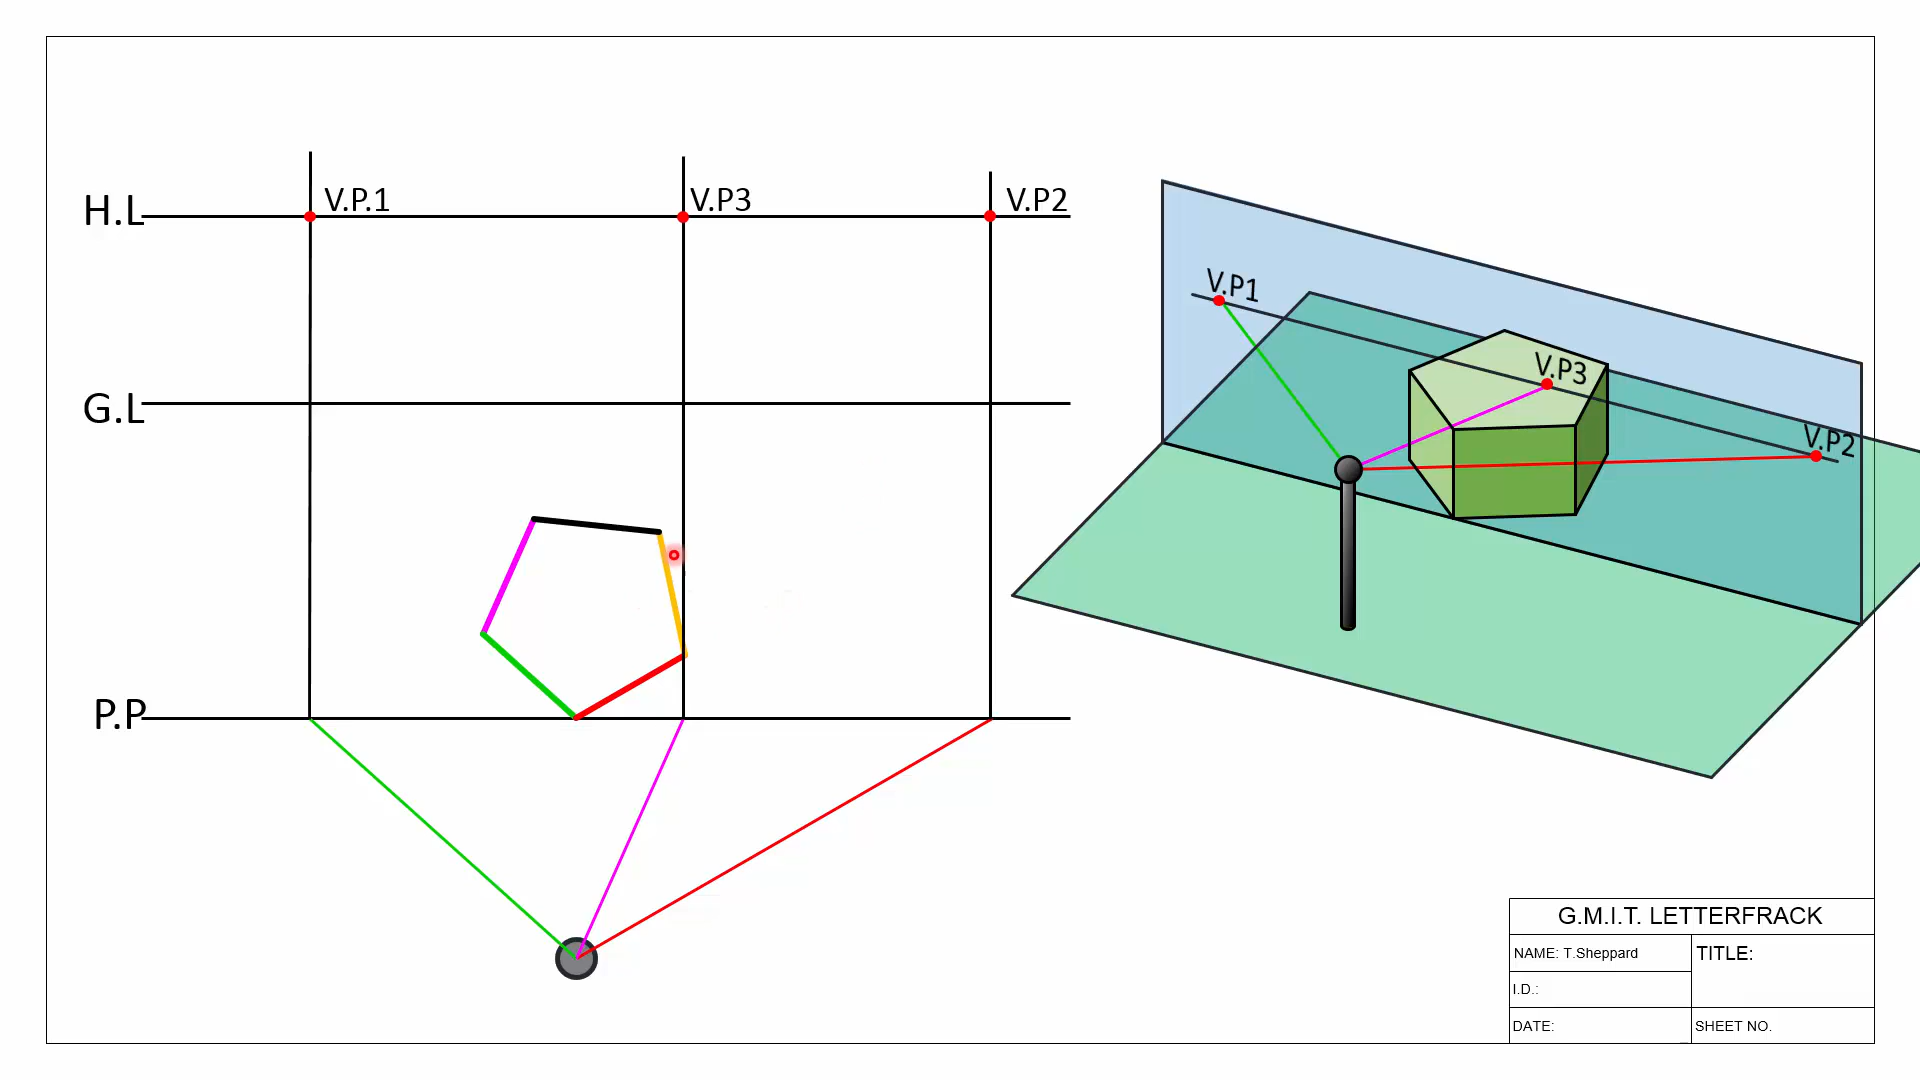 H.L
V.P.1
V.P3
V.P2
G.L
P.P
V.P1
V.P3
V.P2
G.M.I.T. LETTERFRACK
NAME: T.Sheppard
TITLE:
I.D.:
DATE:
SHEET NO.